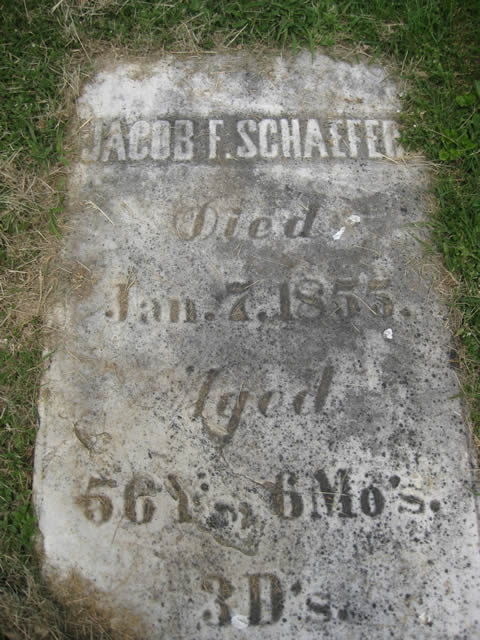 JACOB F. SCHAEFFER
Died
Jan. 7. 1855.
Aged
56 Y's 6 Mo's.
3 D's.